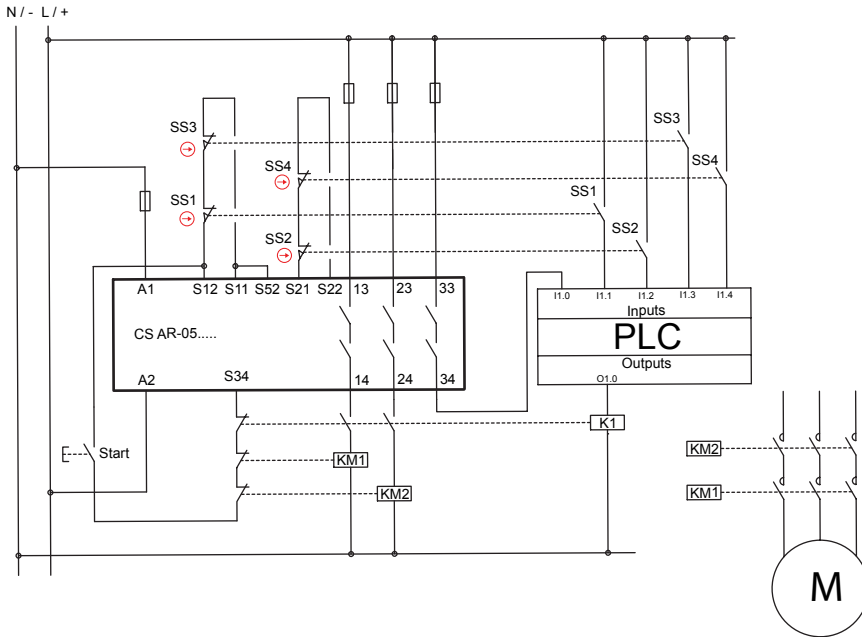 N / -  L / +
SS3
SS3
SS4
SS4
SS1
SS1
SS2
SS2
A1
S12
S11
S52
S21
S22
13
23
33
I1.0
I1.1
I1.2
I1.3
I1.4
Inputs
CS AR-05.....
PLC
Outputs
A2
S34
14
24
34
O1.0
K1
Start
KM1
KM2
KM2
KM1
M